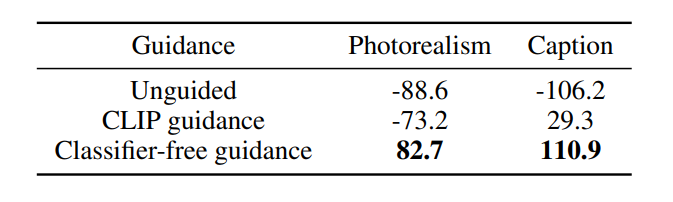 Guidance Photorealism Caption
Unguided -88.6 -106.2
CLIP guidance -73.2 29.3
Classifier-free guidance 82.7 110.9